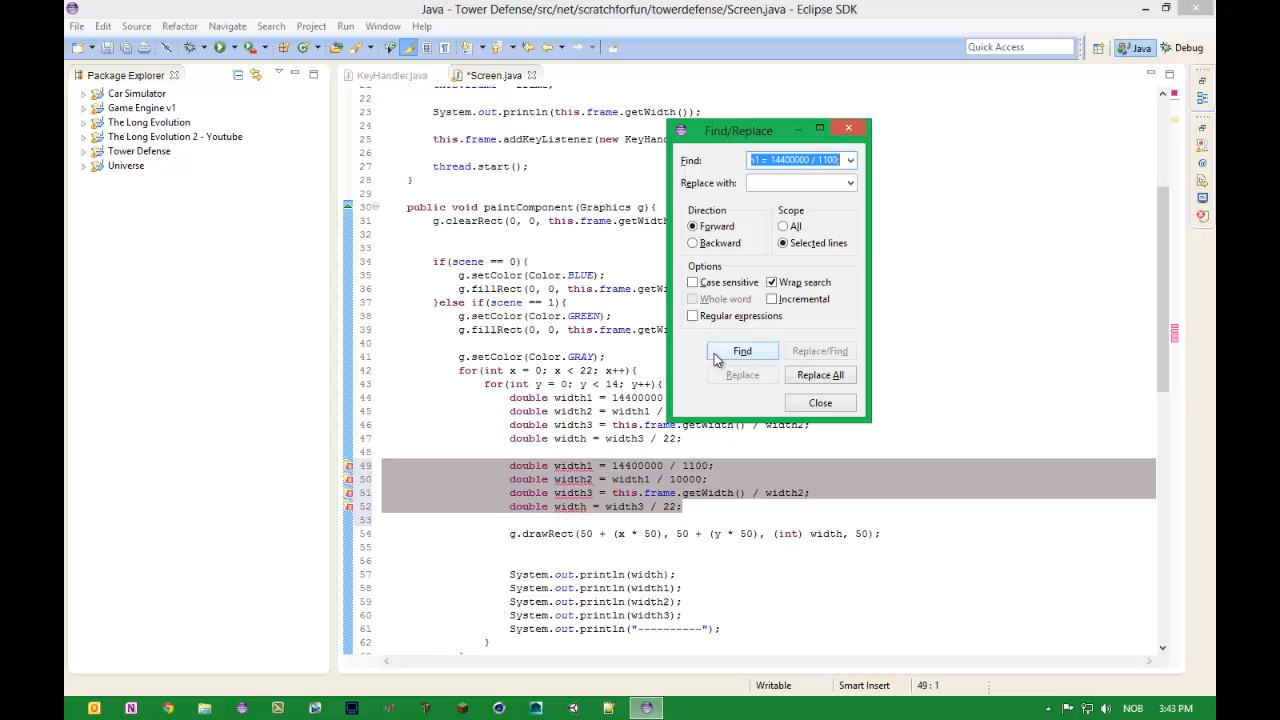 Java - Tower Defense/src/net/scratchforfun/towerdefense/Screen.java - Eclipse SDK
File Edit Source Refactor Navigate Search Project Run Window Help
Quick Access
Java
Debug
Package Explorer
KeyHandler.java
*Screen.java
Car Simulator
Game Engine v1
The Long Evolution
The Long Evolution 2 - Youtube
Tower Defense
Universe
22
23 System.out.println(this.frame.getWidth());
24
25 this.frame.addKeyListener(new KeyHan
26
27 thread.start();
28 }
29
30 public void paintComponent(Graphics g){
31 g.clearRect(0, 0, this.frame.getWidt
32
33
34 if(scene == 0){
35 g.setColor(Color.BLUE);
36 g.fillRect(0, 0, this.frame.getW
37 }else if(scene == 1){
38 g.setColor(Color.GREEN);
39 g.fillRect(0, 0, this.frame.getW
40
41 g.setColor(Color.GRAY);
42 for(int x = 0; x < 22; x++){
43 for(int y = 0; y < 14; y++){
44 double width1 = 14400000
45 double width2 = width1 /
46 double width3 = this.frame.getWidth() / width2;
47 double width = width3 / 22;
48
49 double width1 = 14400000 / 1100;
50 double width2 = width1 / 10000;
51 double width3 = this.frame.getWidth() / width2;
52 double width = width3 / 22;
53
54 g.drawRect(50 + (x * 50), 50 + (y * 50), (int) width, 50);
55
56
57 System.out.println(width);
58 System.out.println(width1);
59 System.out.println(width2);
60 System.out.println(width3);
61 System.out.println("----------");
62 }
Find/Replace
Find: h1 = 14400000 / 1100;
Replace with:
Direction
Forward
Backward
Scope
All
Selected lines
Options
Case sensitive
Wrap search
Whole word
Incremental
Regular expressions
Find
Replace/Find
Replace
Replace All
Close
Writable
Smart Insert
49 : 1
NOB
3:43 PM